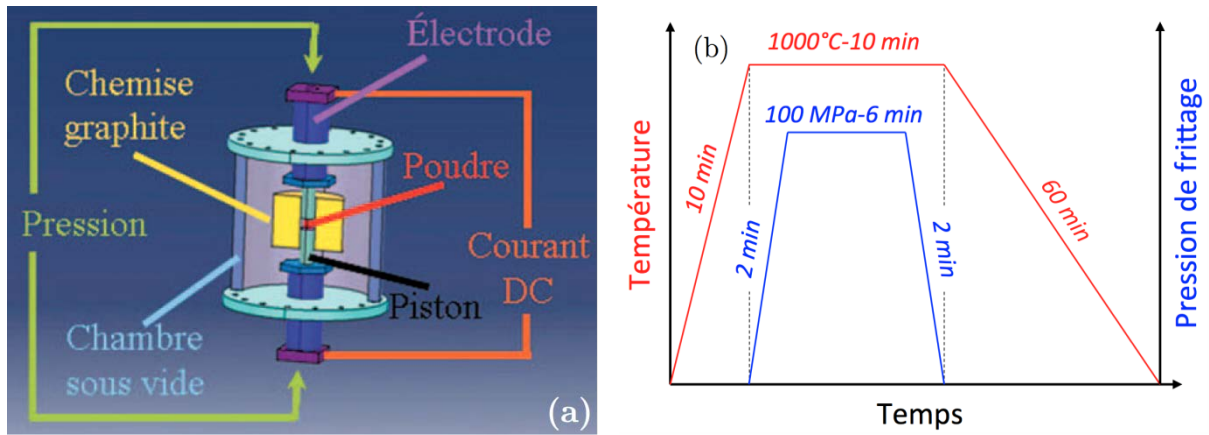 Électrode
Chemise
graphite
Poudre
Pression
Courant
DC
Piston
Chambre
sous vide
(a)
(b)
1000°C-10 min
100 MPa-6 min
Température
10 min
2 min
2 min
60 min
Pression de frittage
Temps